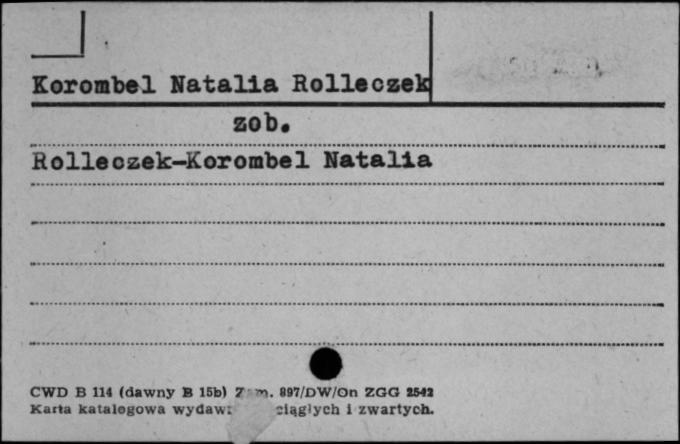 Korombel Natalia Rolleczek
zob.
Rolleczek-Korombel Natalia
CWD B 114 (dawny B 15b) 897/DW/On ZGG 2542
Karta katalogowa i zwartych.